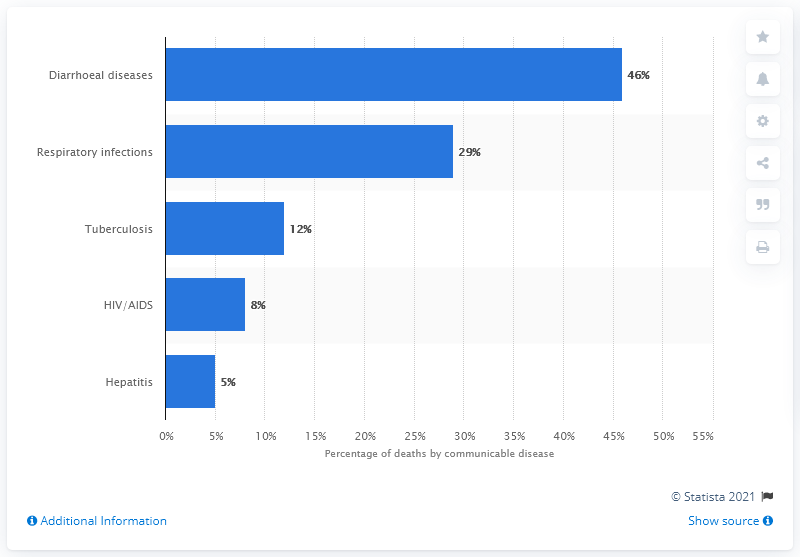 Diarrhoeal diseases 46%
Respiratory infections 29%
Tuberculosis 12%
HIV/AIDS 8%
Hepatitis 5%
0% 5% 10% 15% 20% 25% 30% 35% 40% 45% 50% 55%
Percentage of deaths by communicable disease
© Statista 2021
Additional Information Show source